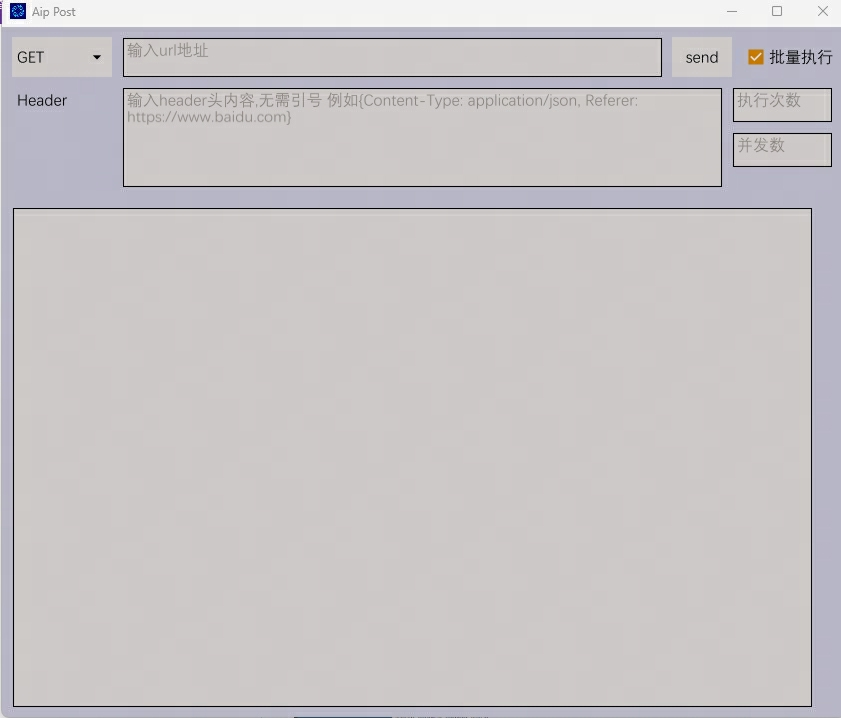 Aip Post
GET
输入url地址
send
批量执行
Header
输入header头内容,无需引号 例如{Content-Type: application/json, Referer:
https://www.baidu.com}
执行次数
并发数